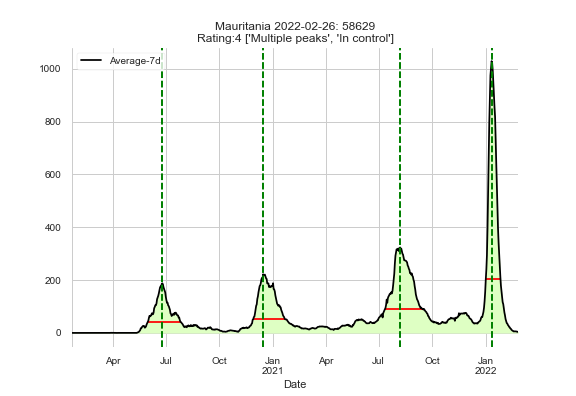 Mauritania 2022-02-26: 58629
Rating:4 ['Multiple peaks', 'In control']
Average-7d
1000
800
600
400
200
0
Apr Jul Oct Jan Apr Jul Oct Jan
2021 2022
Date